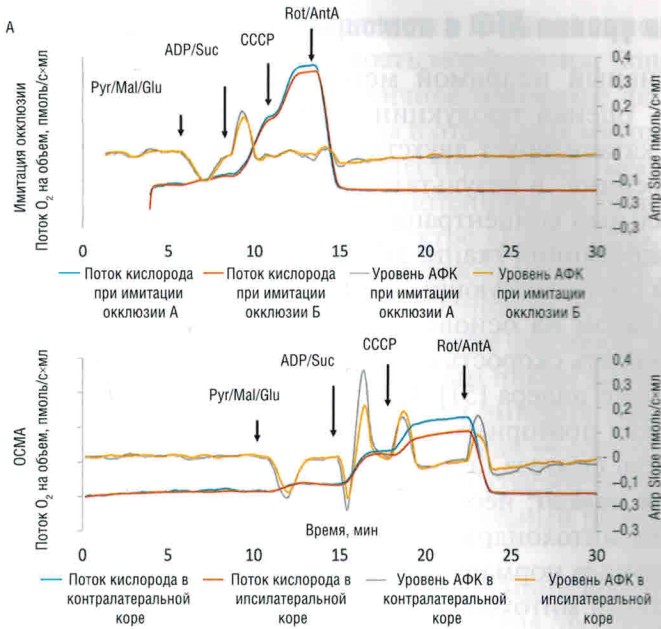 А
Pyr/Mal/Glu
ADP/Suc
CCCP
Rot/AntA
Имитация окклюзии
Поток O₂ на объем, пмоль/с×мл
0,4
0,3
0,2
0,1
0
–0,1
–0,2
–0,3
Amp Slope пмоль/с×мл
0 5 10 15 20 25 30
Поток кислорода при имитации окклюзии А
Поток кислорода при имитации окклюзии Б
Уровень АФК при имитации окклюзии А
Уровень АФК при имитации окклюзии Б
Pyr/Mal/Glu
ADP/Suc
CCCP
Rot/AntA
ОСМА
Поток O₂ на объем, пмоль/с×мл
0,4
0,3
0,2
0,1
0
–0,1
–0,2
–0,3
Amp Slope пмоль/с×мл
0 5 10 15 20 25 30
Время, мин
Поток кислорода в контралатеральной коре
Поток кислорода в ипсилатеральной коре
Уровень АФК в контралатеральной коре
Уровень АФК в ипсилатеральной коре